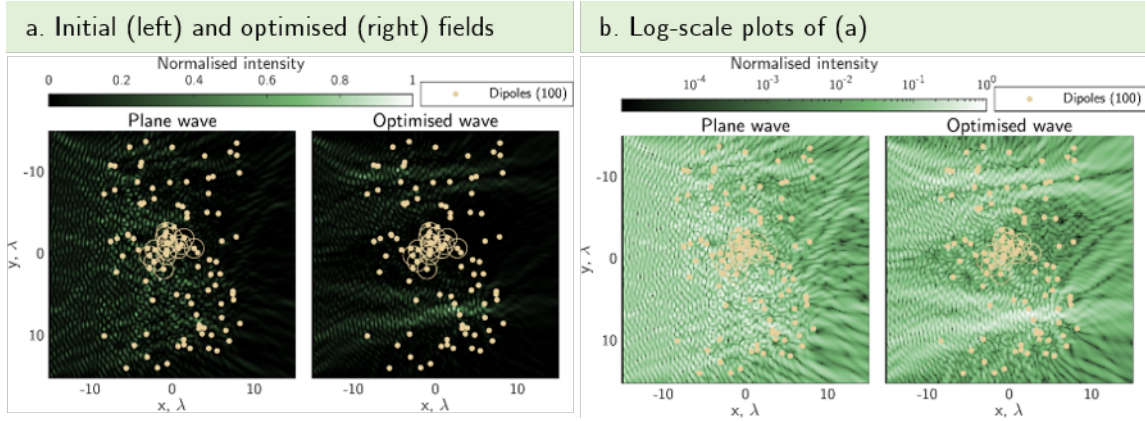 a. Initial (left) and optimised (right) fields
Normalised intensity
0 0.2 0.4 0.6 0.8 1
Dipoles (100)
Plane wave
Optimised wave
-10
0
10
y, λ
-10 0 10
x, λ
-10 0 10
x, λ
b. Log-scale plots of (a)
Normalised intensity
10⁻⁴ 10⁻³ 10⁻² 10⁻¹ 10⁰
Dipoles (100)
Plane wave
Optimised wave
-10
0
10
y, λ
-10 0 10
x, λ
-10 0 10
x, λ